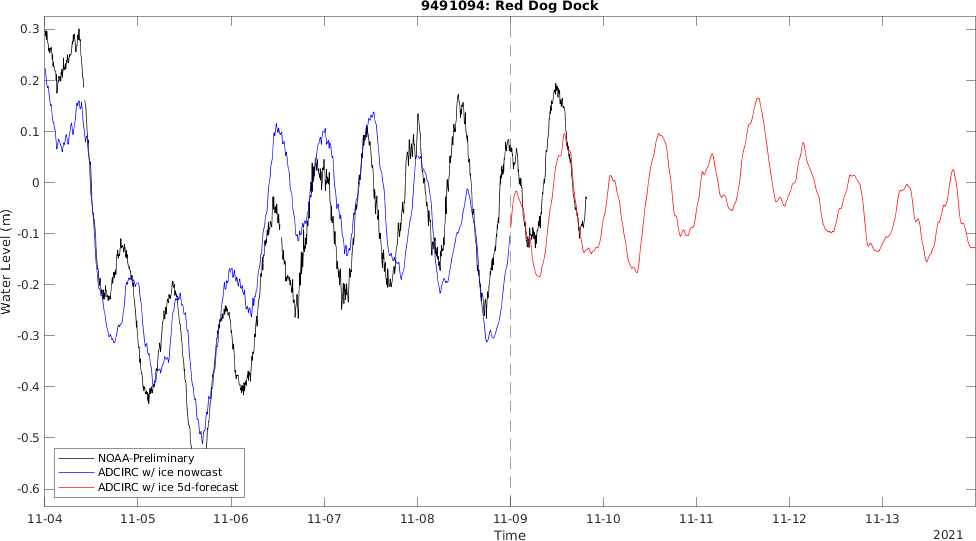 9491094: Red Dog Dock
0.3
0.2
0.1
0
-0.1
-0.2
-0.3
-0.4
-0.5
-0.6
Water Level (m)
NOAA-Preliminary
ADCIRC w/ ice nowcast
ADCIRC w/ ice 5d-forecast
11-04 11-05 11-06 11-07 11-08 11-09 11-10 11-11 11-12 11-13
Time
2021